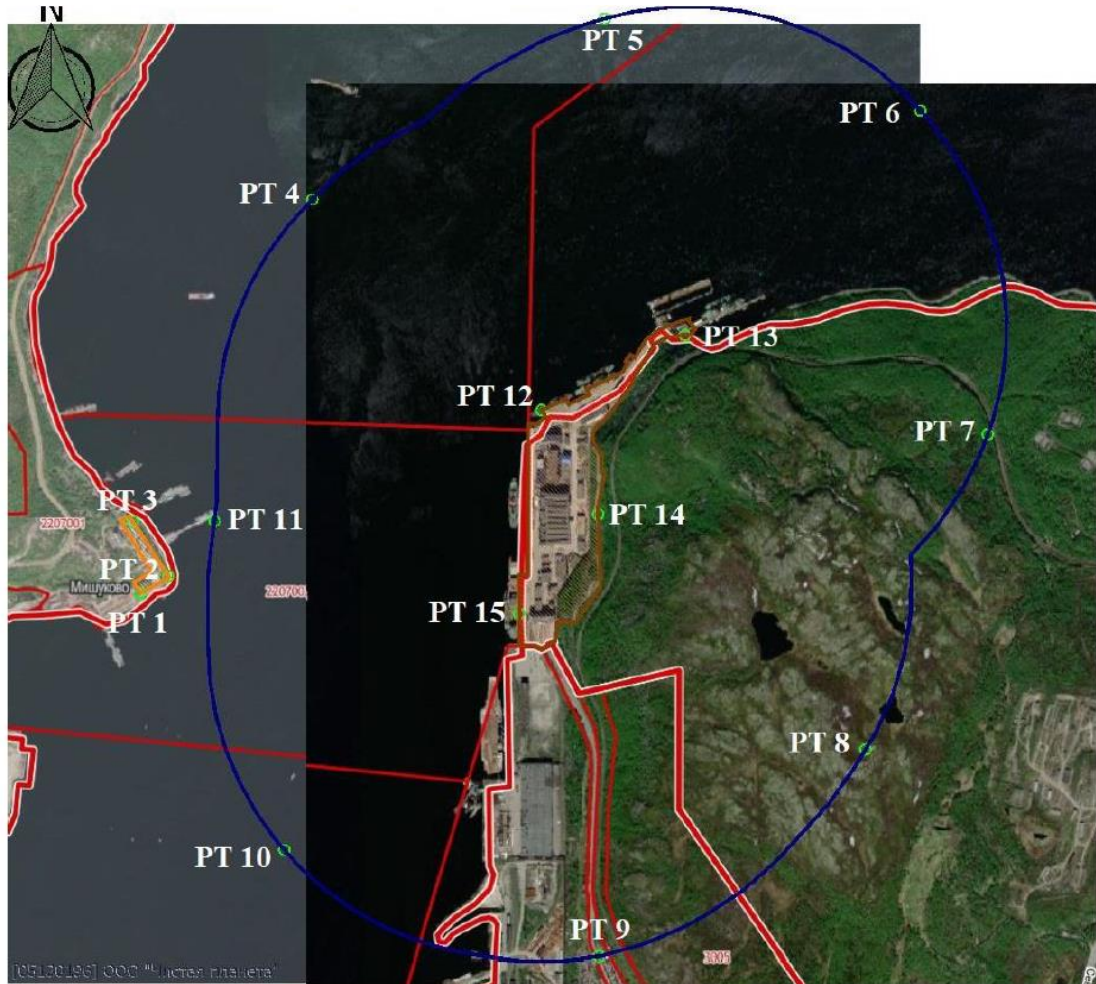 N
PT 5
PT 6
PT 4
PT 13
PT 12
PT 7
PT 3
2207001
PT 11
PT 14
PT 2
Мишуково
220700
PT 1
PT 15
PT 8
PT 10
PT 9
3005
[05130196] ООО "Чистая планета"